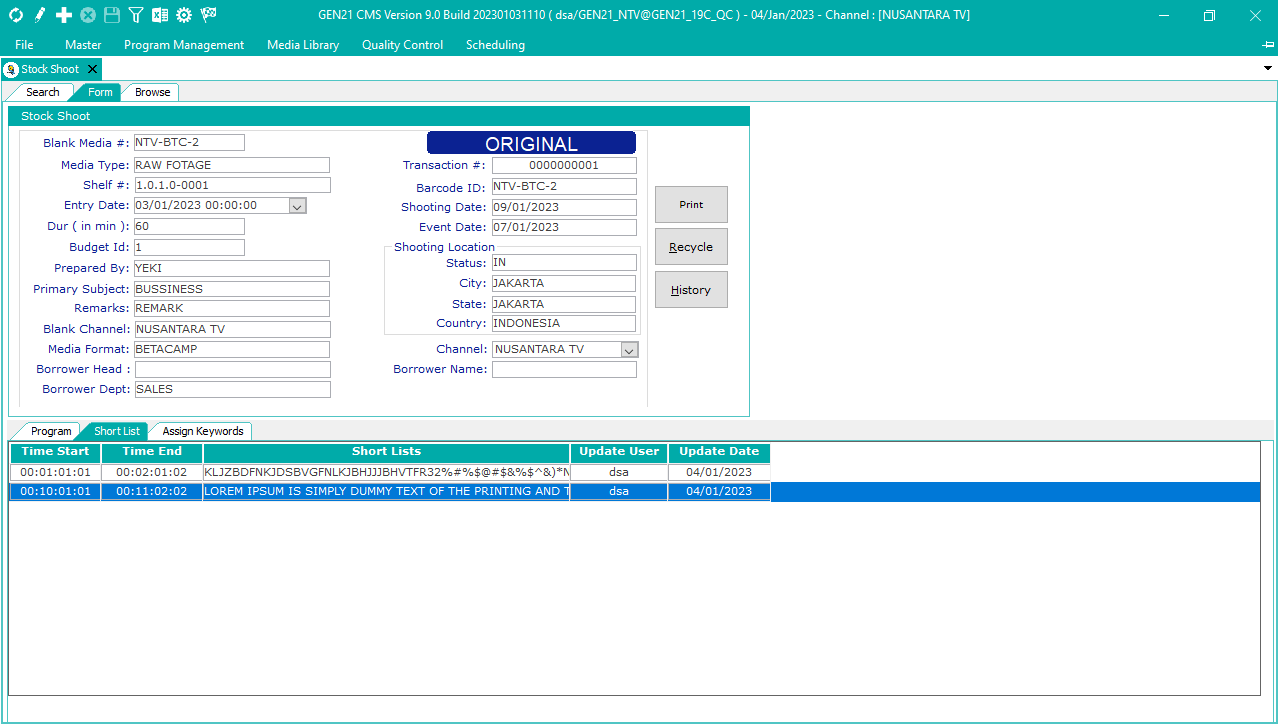 GEN21 CMS Version 9.0 Build 202301031110 ( dsa/GEN21_NTV@GEN21_19C_QC ) - 04/Jan/2023 - Channel : [NUSANTARA TV]
File Master Program Management Media Library Quality Control Scheduling
Stock Shoot
Search Form Browse
Stock Shoot
Blank Media #: NTV-BTC-2
Media Type: RAW FOTAGE
Shelf #: 1.0.1.0-0001
Entry Date: 03/01/2023 00:00:00
Dur ( in min ): 60
Budget Id: 1
Prepared By: YEKI
Primary Subject: BUSSINESS
Remarks: REMARK
Blank Channel: NUSANTARA TV
Media Format: BETACAMP
Borrower Head :
Borrower Dept: SALES
ORIGINAL
Transaction #: 0000000001
Barcode ID: NTV-BTC-2
Shooting Date: 09/01/2023
Event Date: 07/01/2023
Shooting Location
Status: IN
City: JAKARTA
State: JAKARTA
Country: INDONESIA
Channel: NUSANTARA TV
Borrower Name:
Print
Recycle
History
Program Short List Assign Keywords
Time Start Time End Short Lists Update User Update Date
00:01:01:01 00:02:01:02 KLJZBDFNKJDSBVGFNLKJBHJJJBHVTFR32%#%$@#$&%$^&)*N dsa 04/01/2023
00:10:01:01 00:11:02:02 LOREM IPSUM IS SIMPLY DUMMY TEXT OF THE PRINTING AND T dsa 04/01/2023